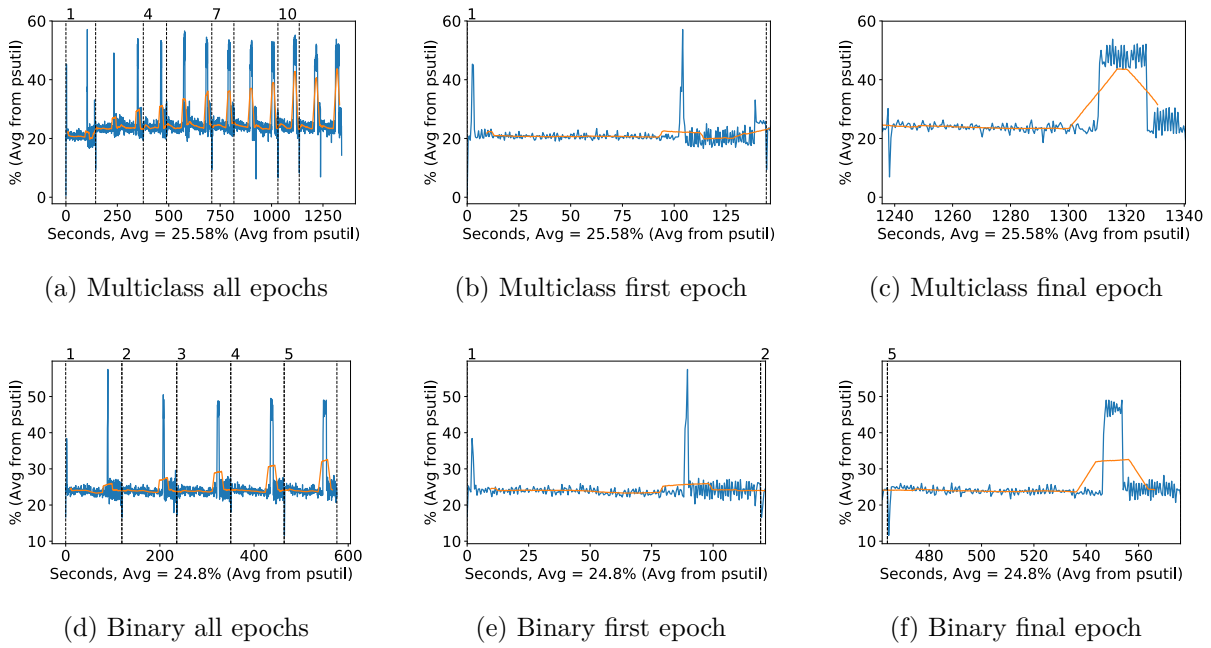 1 4 7 10
60
40
20
0
% (Avg from psutil)
0 250 500 750 1000 1250
Seconds, Avg = 25.58% (Avg from psutil)
(a) Multiclass all epochs
1
60
40
20
0
% (Avg from psutil)
0 25 50 75 100 125
Seconds, Avg = 25.58% (Avg from psutil)
(b) Multiclass first epoch
60
40
20
0
% (Avg from psutil)
1240 1260 1280 1300 1320 1340
Seconds, Avg = 25.58% (Avg from psutil)
(c) Multiclass final epoch
1 2 3 4 5
50
40
30
20
10
% (Avg from psutil)
0 200 400 600
Seconds, Avg = 24.8% (Avg from psutil)
(d) Binary all epochs
1 2
50
40
30
20
10
% (Avg from psutil)
0 25 50 75 100
Seconds, Avg = 24.8% (Avg from psutil)
(e) Binary first epoch
5
50
40
30
20
10
% (Avg from psutil)
480 500 520 540 560
Seconds, Avg = 24.8% (Avg from psutil)
(f) Binary final epoch